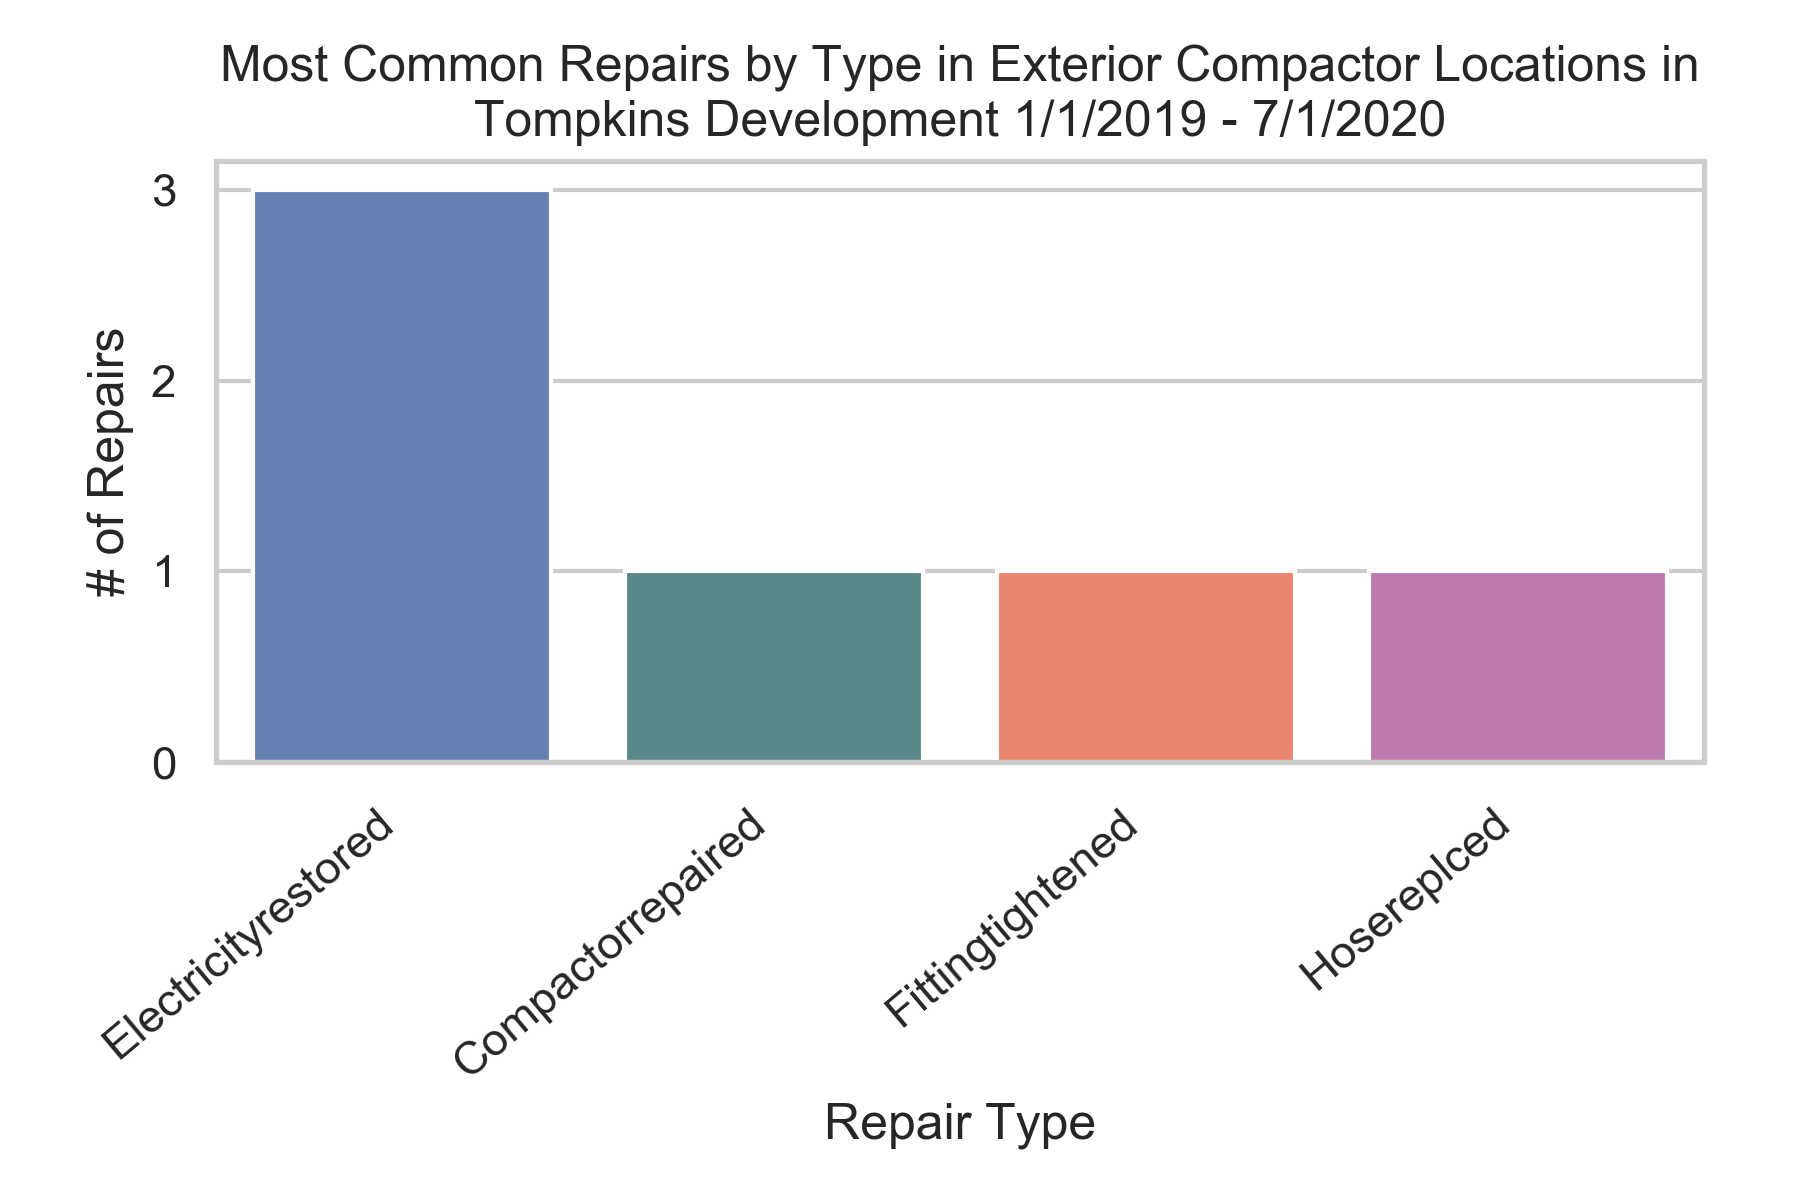 Most Common Repairs by Type in Exterior Compactor Locations in
Tompkins Development 1/1/2019 - 7/1/2020
# of Repairs
3
2
1
0
Electricityrestored
Compactorrepaired
Fittingtightened
Hosereplced
Repair Type